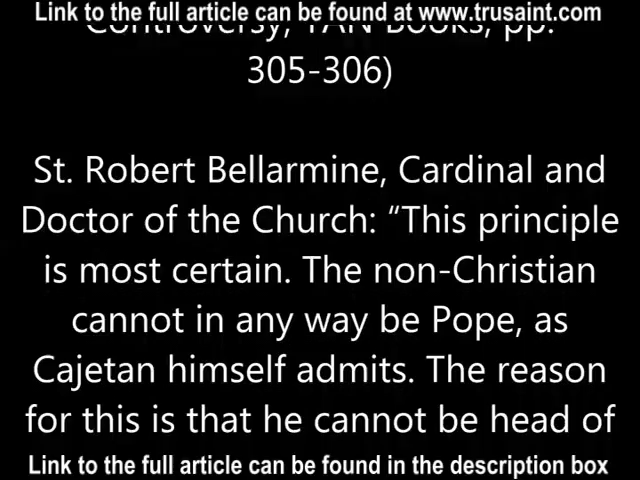 Link to the full article can be found at www.trusaint.com
Controversy, TAN Books, pp.
305-306)
St. Robert Bellarmine, Cardinal and
Doctor of the Church: “This principle
is most certain. The non-Christian
cannot in any way be Pope, as
Cajetan himself admits. The reason
for this is that he cannot be head of
Link to the full article can be found in the description box